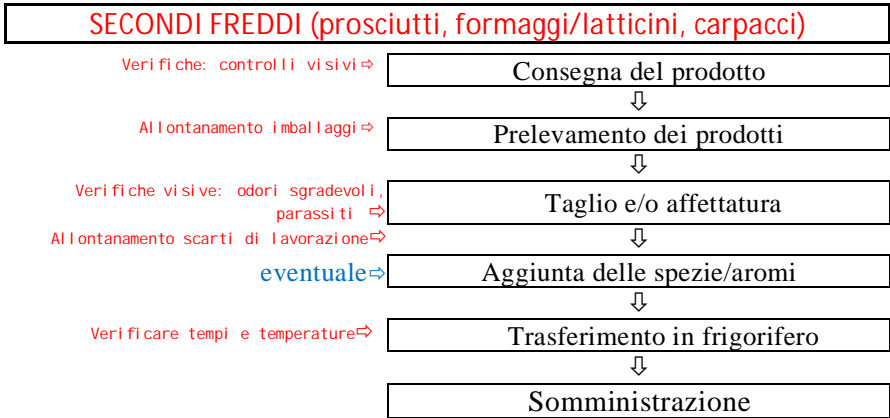 SECONDI FREDDI (prosciutti, formaggi/latticini, carpacci)
Verifiche: controlli visivi⇨
Consegna del prodotto
⇩
Allontanamento imballaggi⇨
Prelevamento dei prodotti
⇩
Verifiche visive: odori sgradevoli,
parassiti ⇨
Taglio e/o affettatura
Allontanamento scarti di lavorazione⇨
⇩
eventuale⇨
Aggiunta delle spezie/aromi
⇩
Verificare tempi e temperature⇨
Trasferimento in frigorifero
⇩
Somministrazione